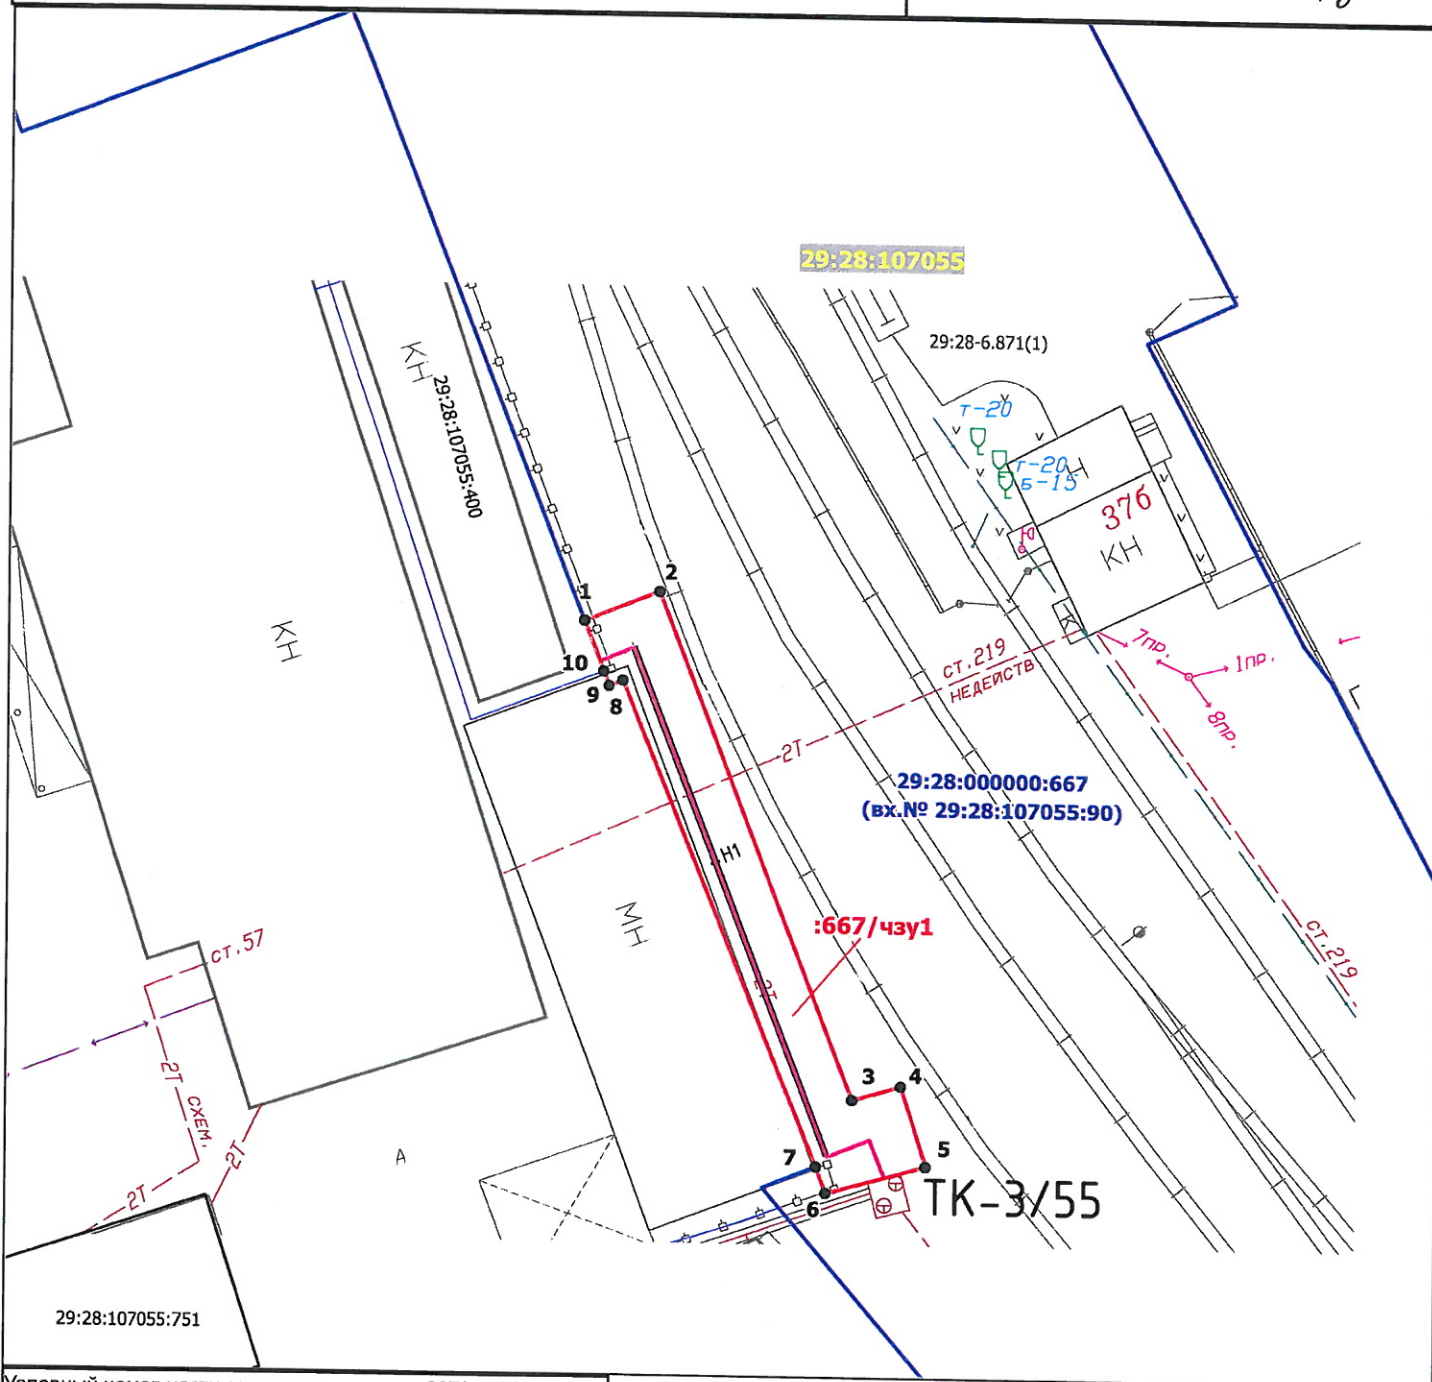 29:28:107055
29:28-6.871(1)
КН
29:28:107055:400
т-20
т-20
Б-15
Н
376
КН
Ю
К
1
2
10
9
8
КН
7пр.
1пр.
8пр.
ст.219
НЕДЕЙСТВ
2Т
29:28:000000:667
(вх.№ 29:28:107055:90)
Н1
МН
:667/чзу1
ст.219
ст.57
2Т
2Т
СХЕМ.
3
4
5
7
6
ТК-3/55
А
2Т
2Т
29:28:107055:751